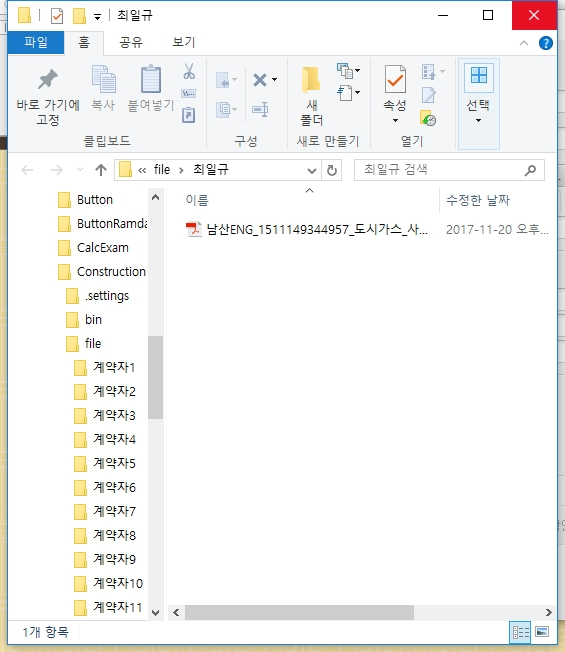 최일규
파일 홈 공유 보기
바로 가기에 고정
복사
붙여넣기
클립보드
구성
새 폴더
새로 만들기
속성
열기
선택
« file > 최일규
최일규 검색
이름
수정한 날짜
남산ENG_1511149344957_도시가스_사...
2017-11-20 오후...
Button
ButtonRamda
CalcExam
Construction
.settings
bin
file
계약자1
계약자2
계약자3
계약자4
계약자5
계약자6
계약자7
계약자8
계약자9
계약자10
계약자11
1개 항목